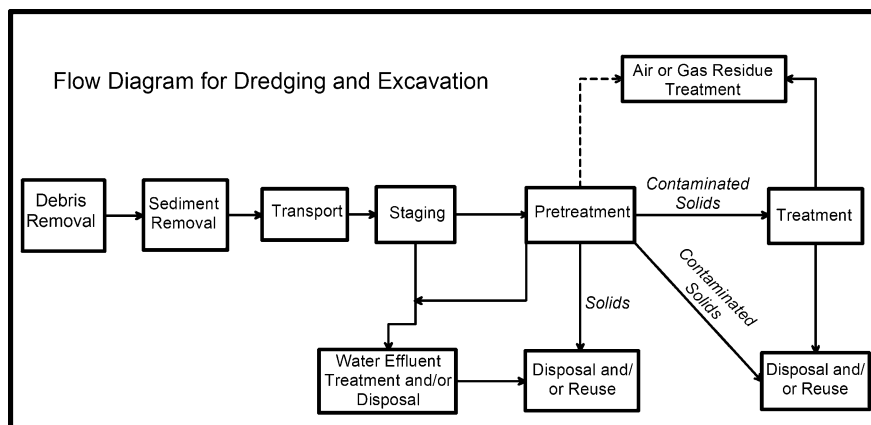 Flow Diagram for Dredging and Excavation
Air or Gas Residue
Treatment
Debris
Removal
Sediment
Removal
Transport
Staging
Pretreatment
Contaminated
Solids
Treatment
Contaminated
Solids
Solids
Water Effluent
Treatment and/or
Disposal
Disposal and/
or Reuse
Disposal and/
or Reuse